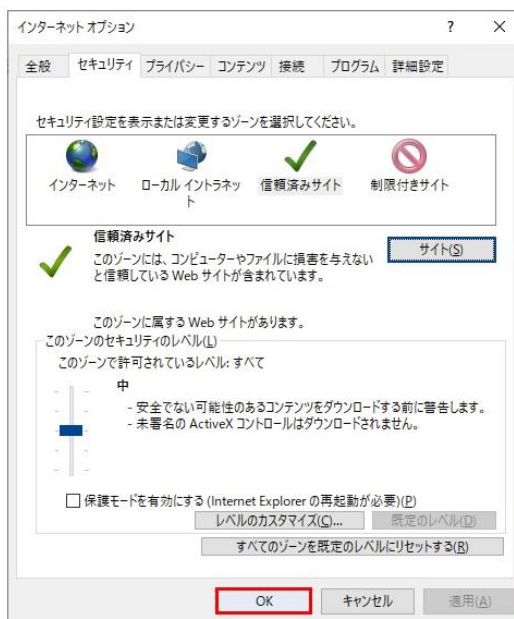 インターネット オプション ? ×
全般 セキュリティ プライバシー コンテンツ 接続 プログラム 詳細設定
セキュリティ設定を表示または変更するゾーンを選択してください。
インターネット ローカル イントラネット 信頼済みサイト 制限付きサイト
信頼済みサイト
サイト(S)
このゾーンには、コンピューターやファイルに損害を与えない
と信頼している Web サイトが含まれています。
このゾーンに属する Web サイトがあります。
このゾーンのセキュリティのレベル(L)
このゾーンで許可されているレベル: すべて
中
- 安全でない可能性のあるコンテンツをダウンロードする前に警告します。
- 未署名の ActiveX コントロールはダウンロードされません。
保護モードを有効にする (Internet Explorer の再起動が必要)(P)
レベルのカスタマイズ(C)... 既定のレベル(D)
すべてのゾーンを既定のレベルにリセットする(R)
OK キャンセル 適用(A)